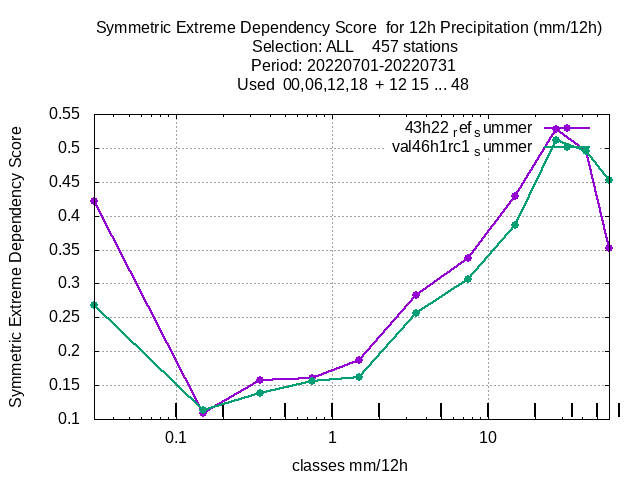 Symmetric Extreme Dependency Score for 12h Precipitation (mm/12h)
Selection: ALL 457 stations
Period: 20220701-20220731
Used 00,06,12,18 + 12 15 ... 48
0.55
0.5
0.45
0.4
0.35
0.3
0.25
0.2
0.15
0.1
Symmetric Extreme Dependency Score
43h22 ref summer
val46h1rc1 summer
0.1 1 10
classes mm/12h